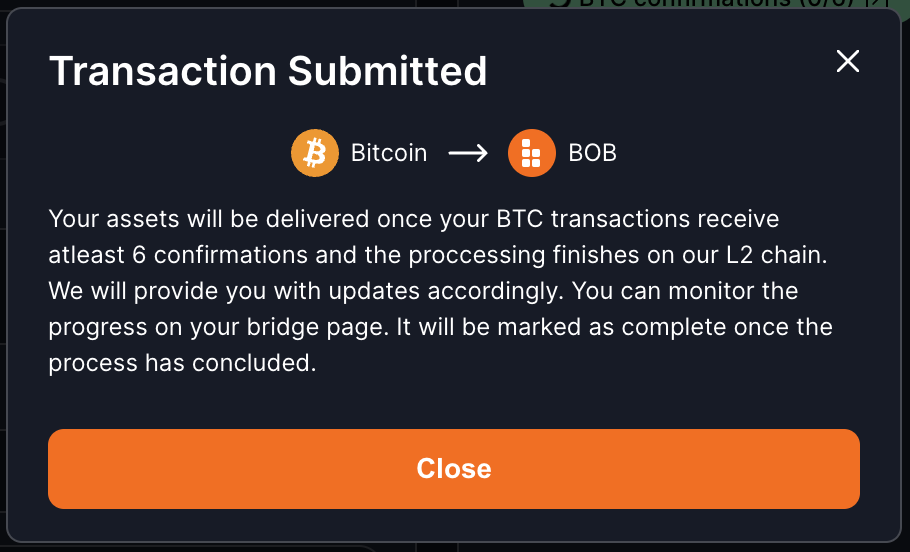 BTC confirmations (0/6)
Transaction Submitted
Bitcoin → BOB
Your assets will be delivered once your BTC transactions receive
atleast 6 confirmations and the proccessing finishes on our L2 chain.
We will provide you with updates accordingly. You can monitor the
progress on your bridge page. It will be marked as complete once the
process has concluded.
Close